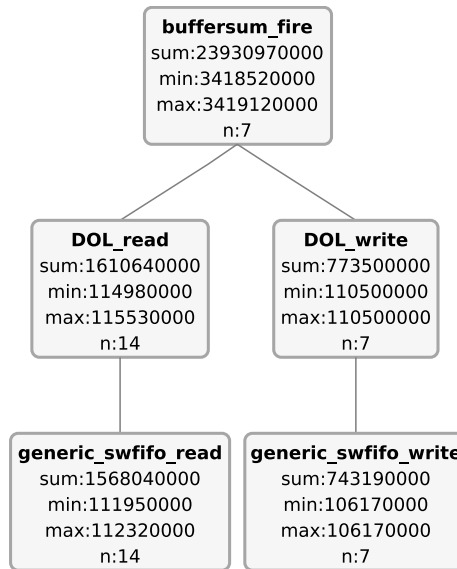 buffersum_fire
sum:23930970000
min:3418520000
max:3419120000
n:7
DOL_read
sum:1610640000
min:114980000
max:115530000
n:14
DOL_write
sum:773500000
min:110500000
max:110500000
n:7
generic_swfifo_read
sum:1568040000
min:111950000
max:112320000
n:14
generic_swfifo_write
sum:743190000
min:106170000
max:106170000
n:7